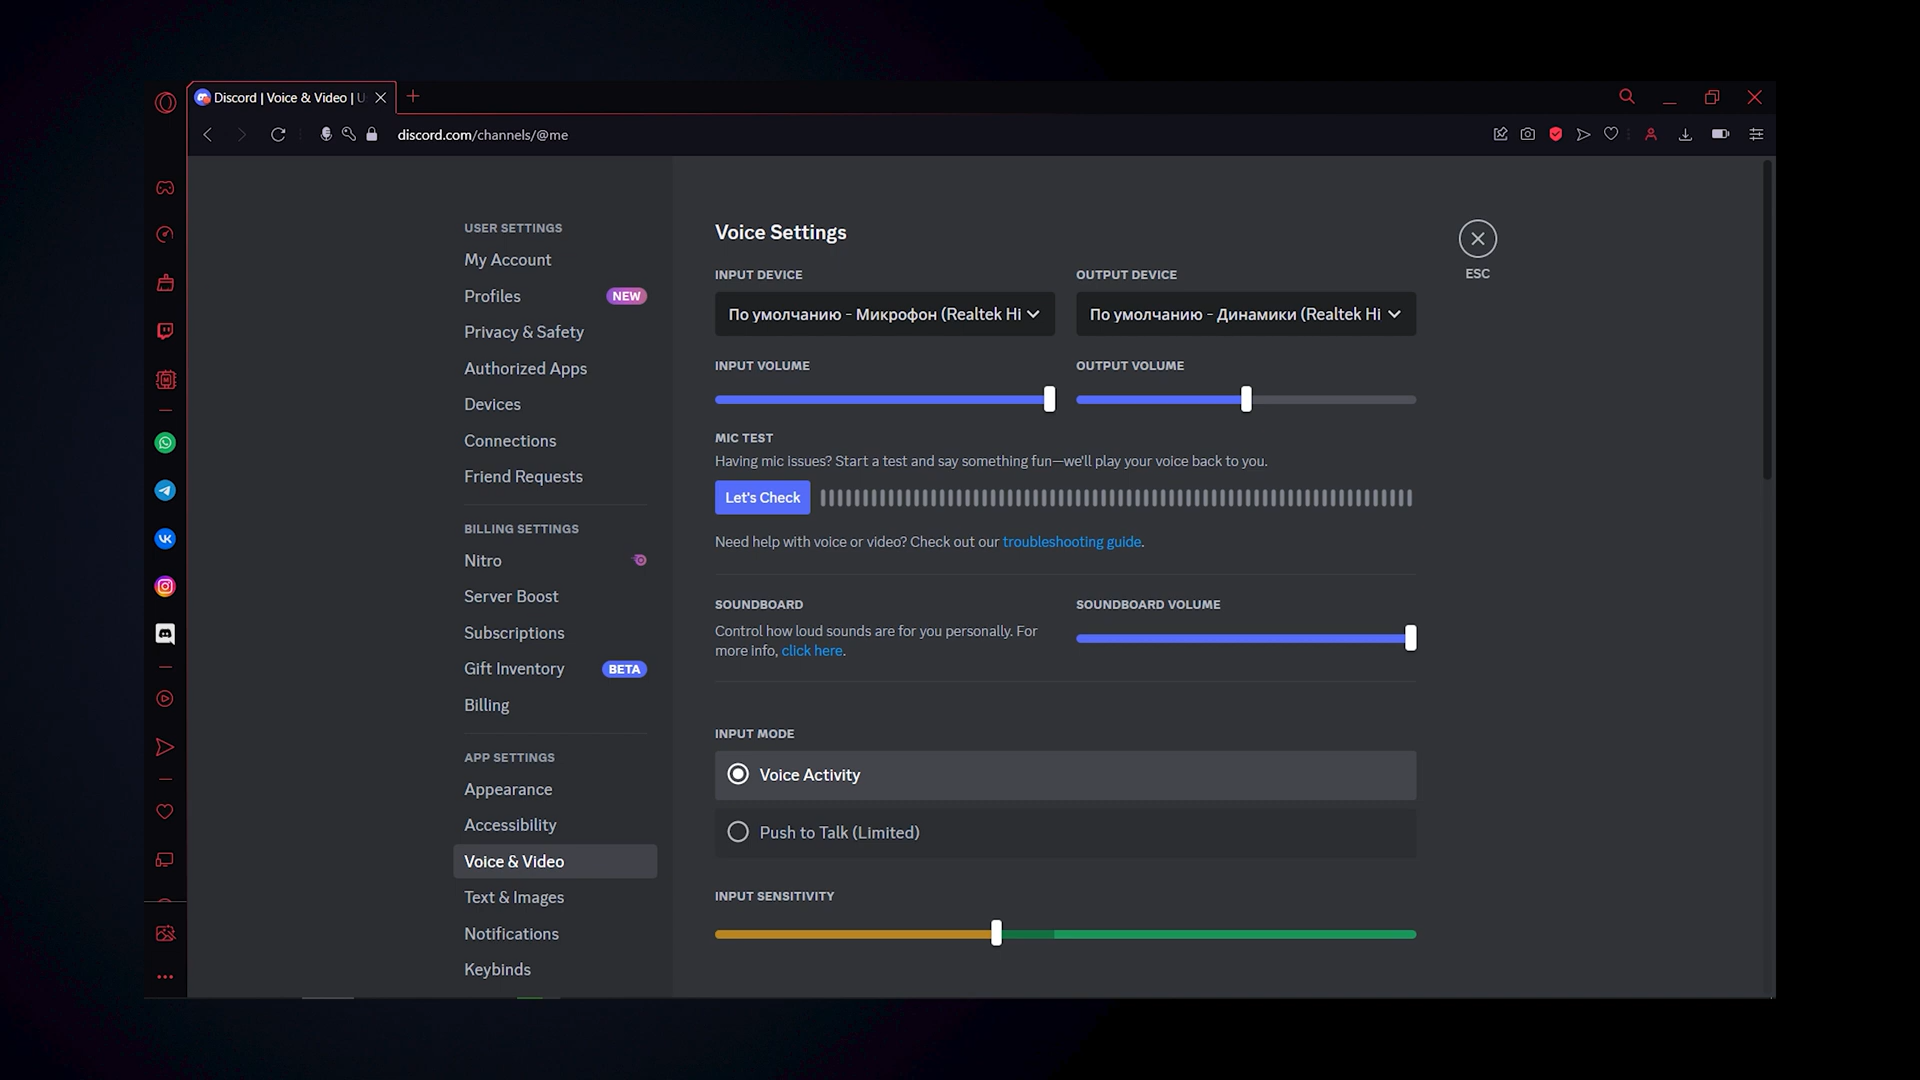 Discord | Voice & Video | U
discord.com/channels/@me
USER SETTINGS
My Account
Profiles NEW
Privacy & Safety
Authorized Apps
Devices
Connections
Friend Requests
BILLING SETTINGS
Nitro
Server Boost
Subscriptions
Gift Inventory BETA
Billing
APP SETTINGS
Appearance
Accessibility
Voice & Video
Text & Images
Notifications
Keybinds
Voice Settings
INPUT DEVICE
По умолчанию - Микрофон (Realtek Hi
OUTPUT DEVICE
По умолчанию - Динамики (Realtek Hi
INPUT VOLUME
OUTPUT VOLUME
MIC TEST
Having mic issues? Start a test and say something fun—we'll play your voice back to you.
Let's Check
Need help with voice or video? Check out our troubleshooting guide.
SOUNDBOARD
Control how loud sounds are for you personally. For
more info, click here.
SOUNDBOARD VOLUME
INPUT MODE
Voice Activity
Push to Talk (Limited)
INPUT SENSITIVITY
ESC